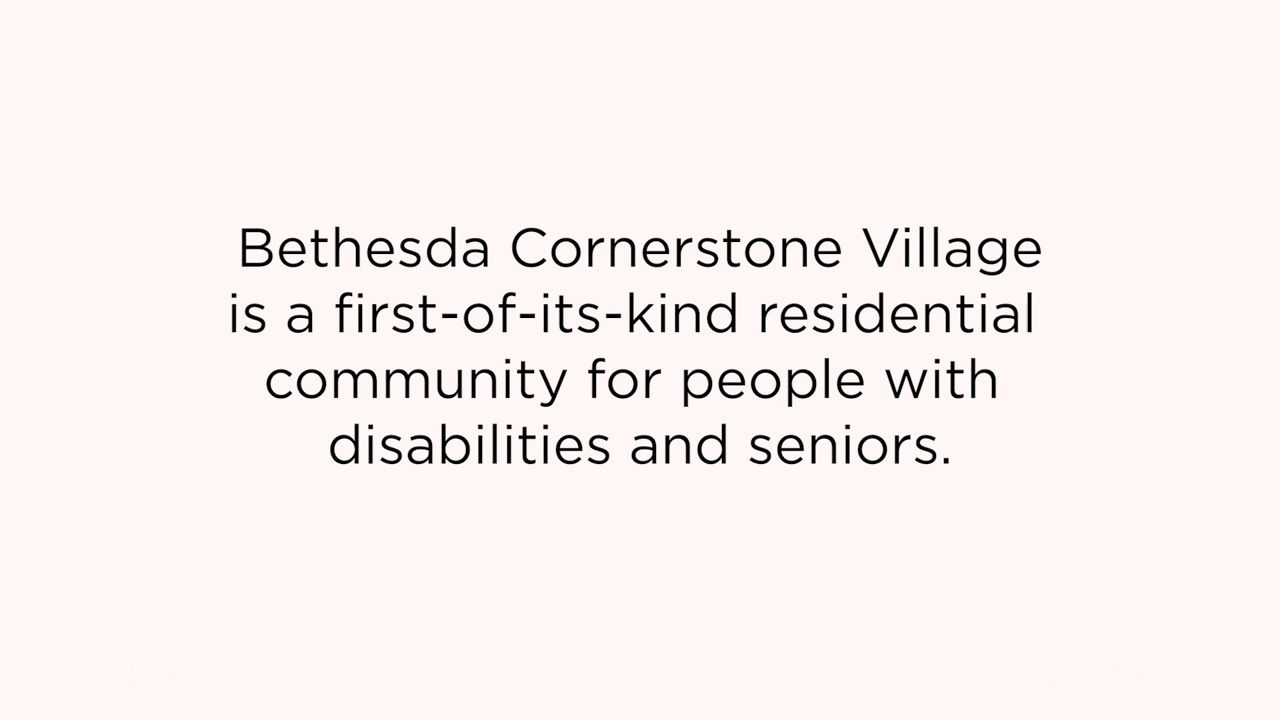 Bethesda Cornerstone Village
is a first-of-its-kind residential
community for people with
disabilities and seniors.